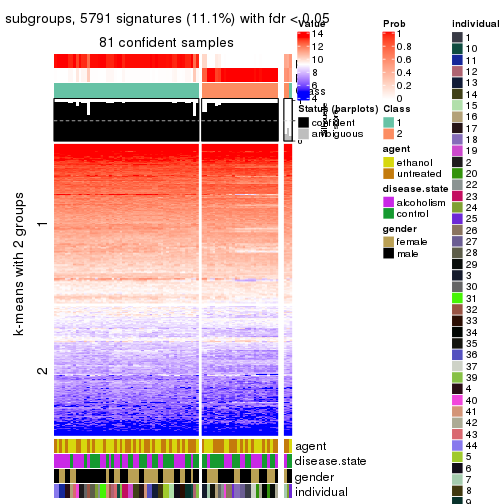 subgroups, 5791 signatures (11.1%) with fdr < 0.05
81 confident samples
k-means with 2 groups
1
2
agent
disease.state
gender
individual
Value
14
12
10
8
6
4
Status (barplots)
confident
ambiguous
Prob
1
0.8
0.6
0.4
0.2
0
Class
1
2
agent
ethanol
untreated
disease.state
alcoholism
control
gender
female
male
individual
1
10
11
12
13
14
15
16
17
18
19
2
20
22
23
24
25
26
27
28
29
3
30
31
32
33
34
35
36
37
39
4
40
41
42
43
44
5
6
7
8
9